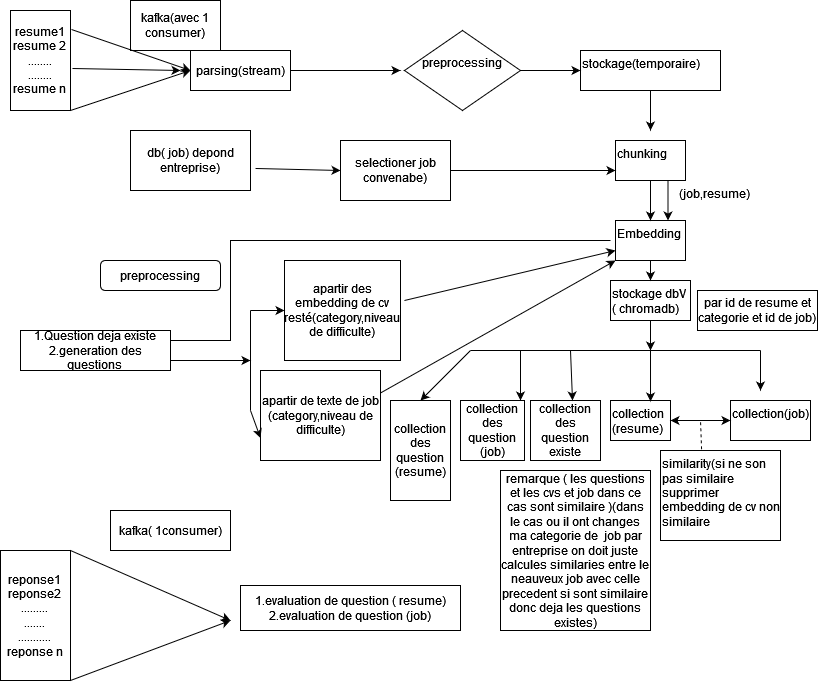 resume1
resume 2
........
........
resume n
kafka(avec 1
consumer)
parsing(stream)
preprocessing
stockage(temporaire)
db( job) depond
entreprise)
selectioner job
convenabe)
chunking
(job,resume)
Embedding
preprocessing
apartir des
embedding de cv
resté(category,niveau
de difficulte)
stockage dbV
( chromadb)
par id de resume et
categorie et id de job)
1.Question deja existe
2.generation des
questions
apartir de texte de job
(category,niveau de
difficulte)
collection
des
question
(resume)
collection
des
question
(job)
collection
des
question
existe
collection
(resume)
collection(job)
similarity(si ne son
pas similaire
supprimer
embedding de cv non
similaire
remarque ( les questions
et les cvs et job dans ce
cas sont similaire )(dans
le cas ou il ont changes
ma categorie de  job par
entreprise on doit juste
calcules similaries entre le
neauveux job avec celle
precedent si sont similaire
donc deja les questions
existes)
kafka( 1consumer)
reponse1
reponse2
.........
.......
...........
reponse n
1.evaluation de question ( resume)
2.evaluation de question (job)